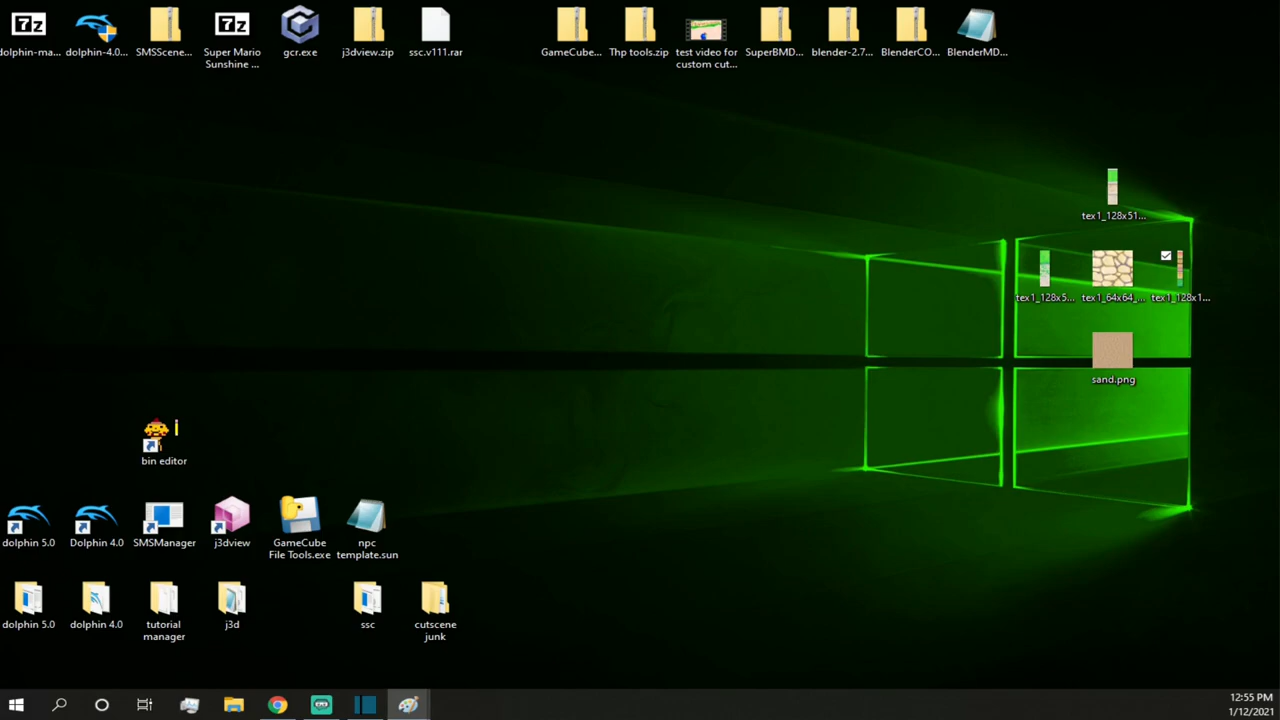 7z
7z
dolphin-ma...
dolphin-4.0...
SMSScene...
Super Mario
Sunshine ...
gcr.exe
j3dview.zip
ssc.v111.rar
GameCube...
Thp tools.zip
test video for
custom cut...
SuperBMD...
blender-2.7...
BlenderCO...
BlenderMD...
tex1_128x51...
tex1_128x5...
tex1_64x64_...
tex1_128x1...
sand.png
bin editor
dolphin 5.0
Dolphin 4.0
SMSManager
j3dview
GameCube
File Tools.exe
npc
template.sun
dolphin 5.0
dolphin 4.0
tutorial
manager
j3d
ssc
cutscene
junk
12:55 PM
1/12/2021